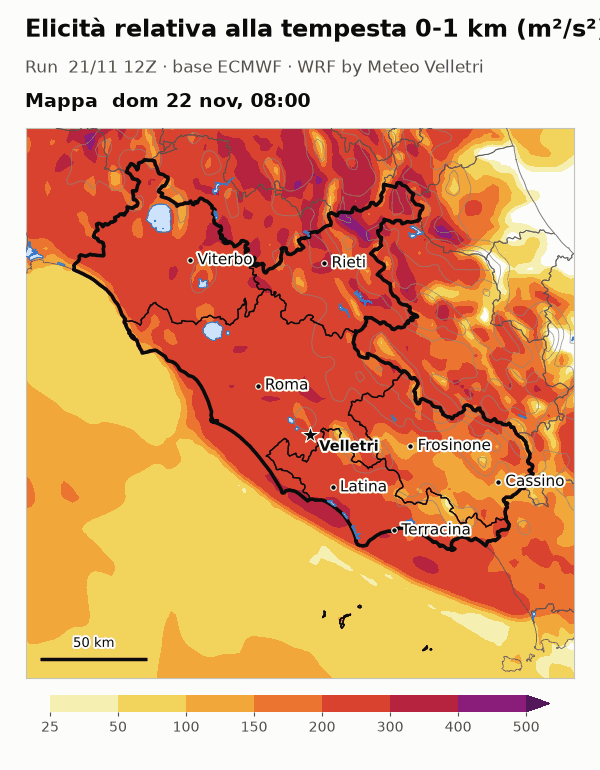 Elicità relativa alla tempesta 0-1 km (m²/s²)
Run  21/11 12Z · base ECMWF · WRF by Meteo Velletri
Mappa  dom 22 nov, 08:00
Viterbo
Rieti
Roma
Velletri
Frosinone
Latina
Cassino
Terracina
50 km
25 50 100 150 200 300 400 500